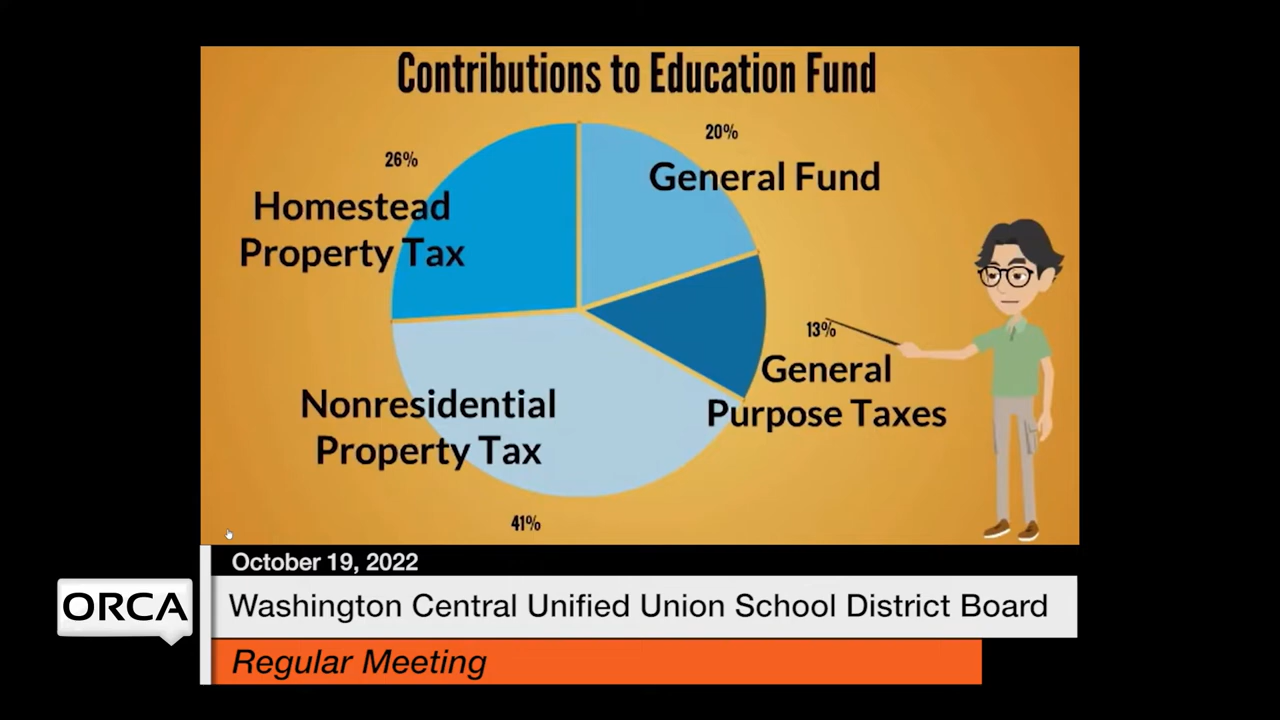 Contributions to Education Fund
20%
General Fund
26%
Homestead
Property Tax
13%
General
Purpose Taxes
Nonresidential
Property Tax
41%
October 19, 2022
ORCA
Washington Central Unified Union School District Board
Regular Meeting